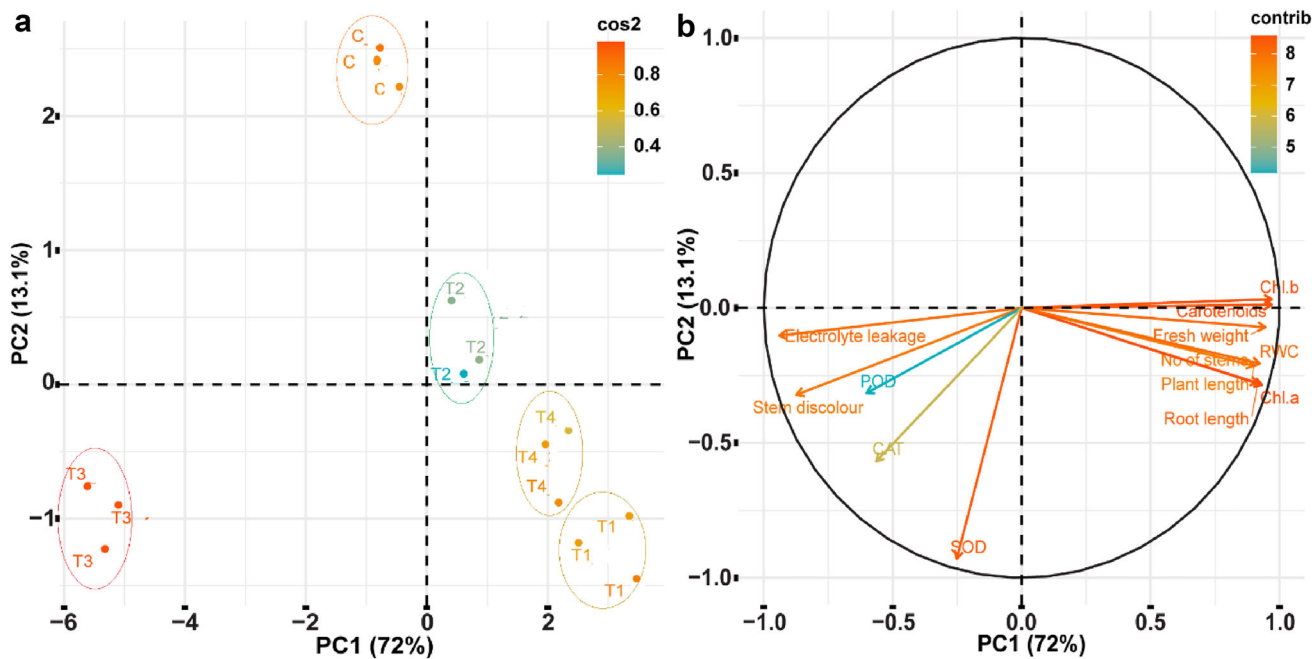 a
cos2
0.8
0.6
0.4
C
C
C
T2
T2
T2
T4
T4
T4
T3
T3
T3
T1
T1
T1
2
1
0
−1
PC2 (13.1%)
−6
−4
−2
0
2
PC1 (72%)
b
contrib
8
7
6
5
1.0
0.5
0.0
−0.5
−1.0
PC2 (13.1%)
Chl.b
Carotenoids
Fresh weight
Electrolyte leakage
RWC
No of stems
Plant length
Chl.a
Root length
POD
Stem discolour
CAT
SOD
−1.0
−0.5
0.0
0.5
1.0
PC1 (72%)